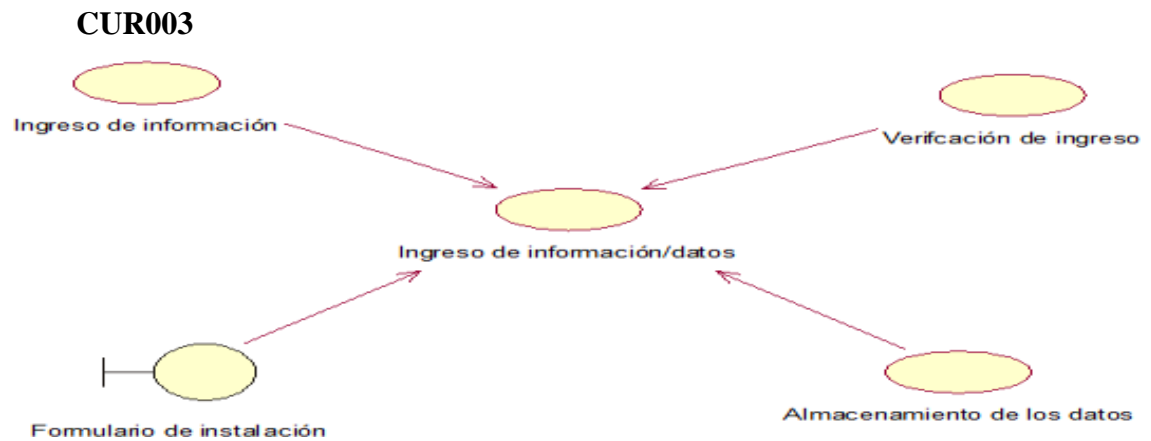 CUR003
Ingreso de información
Verifcación de ingreso
Ingreso de información/datos
Formulario de instalación
Almacenamiento de los datos